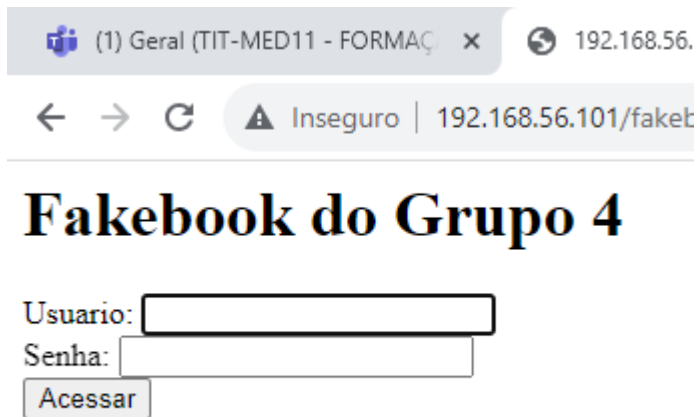 (1) Geral (TIT-MED11 - FORMAÇ
192.168.56.
Inseguro | 192.168.56.101/fakeb
Fakebook do Grupo 4
Usuario:
Senha:
Acessar